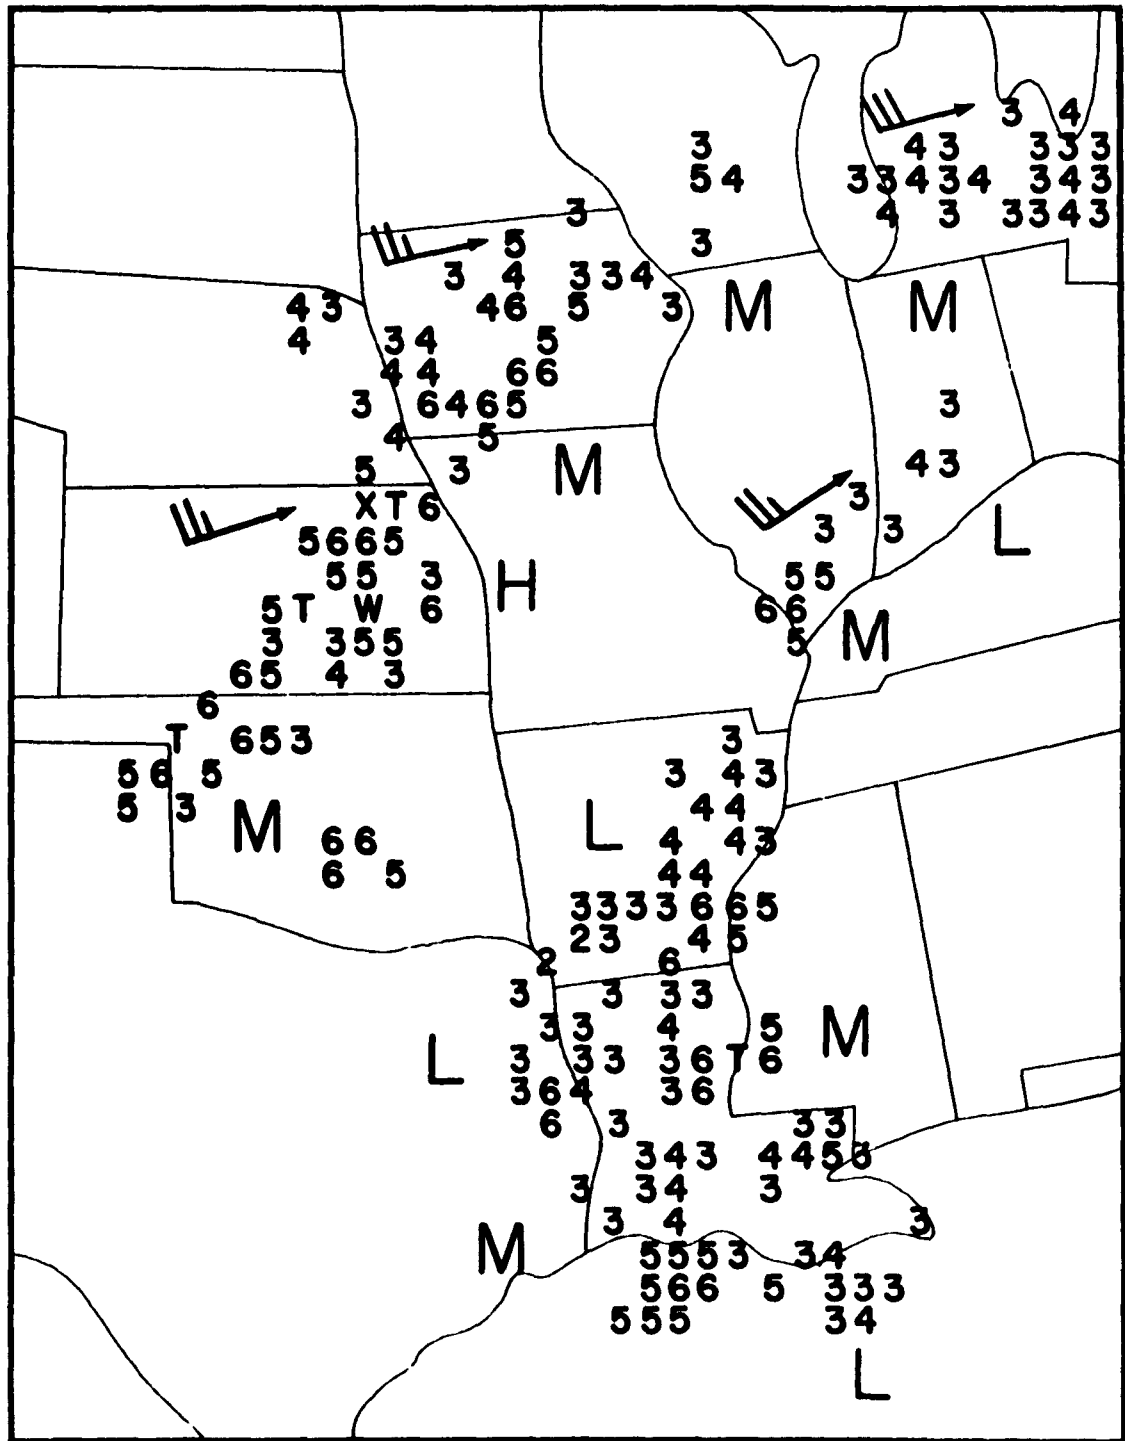 3 4
3 4 3 3 3 3
5 4 3 3 4 3 4 3 4 3
3 4 3 3 3 4 3
5 3
3 4 3 3 4
4 3 4 6 5 3 M M
4 3 4 5
4 4 6 6
3 6 4 6 5 3
4 5
5 3 M 4 3
X T 6 3
5 6 6 5 3 3 L
5 5 3 H 5 5
5 T W 6 6 6
3 3 5 5 5 M
6 5 4 3
6
T 6 5 3 3
5 6 5 3 4 3
5 3 4 4
M 6 6 L 4 4 3
6 5 4 4
3 3 3 3 6 6 5
2 3 4 5
2 6
3 3 3 3
3 3 4 5 M
L 3 3 3 3 6 T 6
3 6 4 3 6
6 3 3 3
3 4 3 4 4 5 5
3 3 4 3
3 4 3
M 5 5 5 3 3 4
5 6 6 5 3 3 3
5 5 5 3 4
L